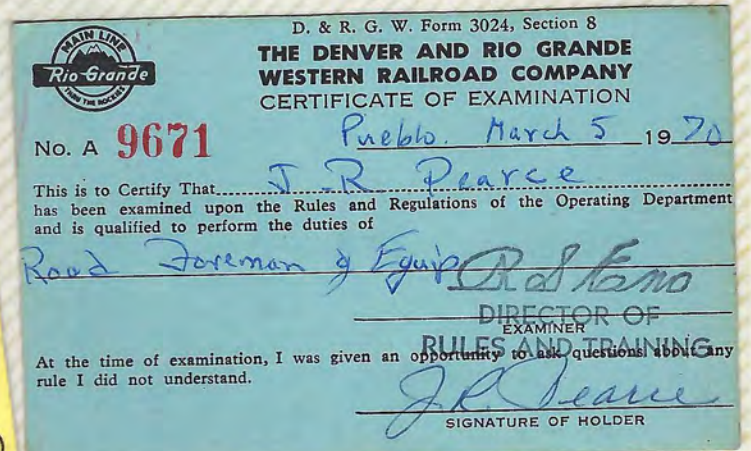 D. & R. G. W. Form 3024, Section 8
MAIN LINE
Rio Grande
THRU THE ROCKIES
THE DENVER AND RIO GRANDE
WESTERN RAILROAD COMPANY
CERTIFICATE OF EXAMINATION
No. A 9671
Pueblo. March 5 1970
This is to Certify That J. R. Pearce
has been examined upon the Rules and Regulations of the Operating Department
and is qualified to perform the duties of
Road Foreman of Equip
DIRECTOR OF
EXAMINER
RULES AND TRAINING
At the time of examination, I was given an opportunity to ask questions about any
rule I did not understand.
J. R. Pearce
SIGNATURE OF HOLDER